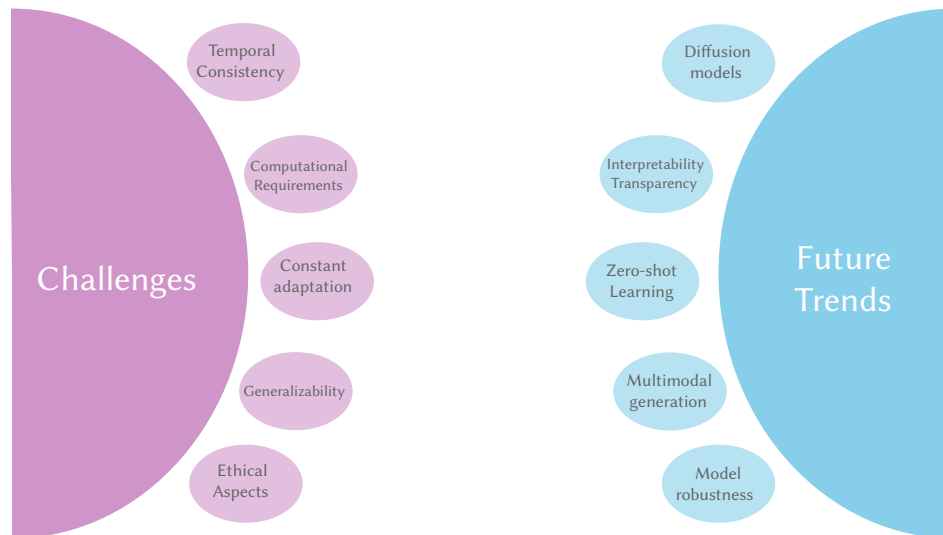 Challenges
Temporal
Consistency
Computational
Requirements
Constant
adaptation
Generalizability
Ethical
Aspects
Diffusion
models
Interpretability
Transparency
Zero-shot
Learning
Multimodal
generation
Model
robustness
Future
Trends